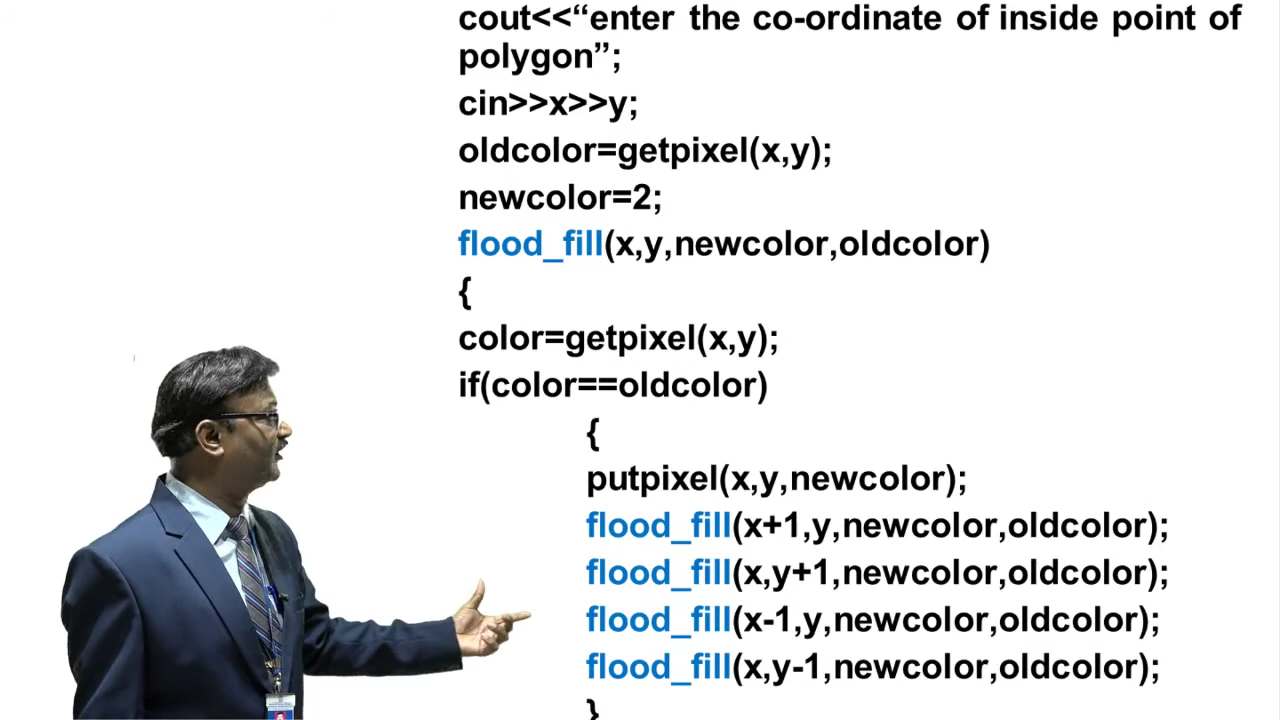 cout<<“enter the co-ordinate of inside point of
polygon”;
cin>>x>>y;
oldcolor=getpixel(x,y);
newcolor=2;
flood_fill(x,y,newcolor,oldcolor)
{
color=getpixel(x,y);
if(color==oldcolor)
{
putpixel(x,y,newcolor);
flood_fill(x+1,y,newcolor,oldcolor);
flood_fill(x,y+1,newcolor,oldcolor);
flood_fill(x-1,y,newcolor,oldcolor);
flood_fill(x,y-1,newcolor,oldcolor);
}